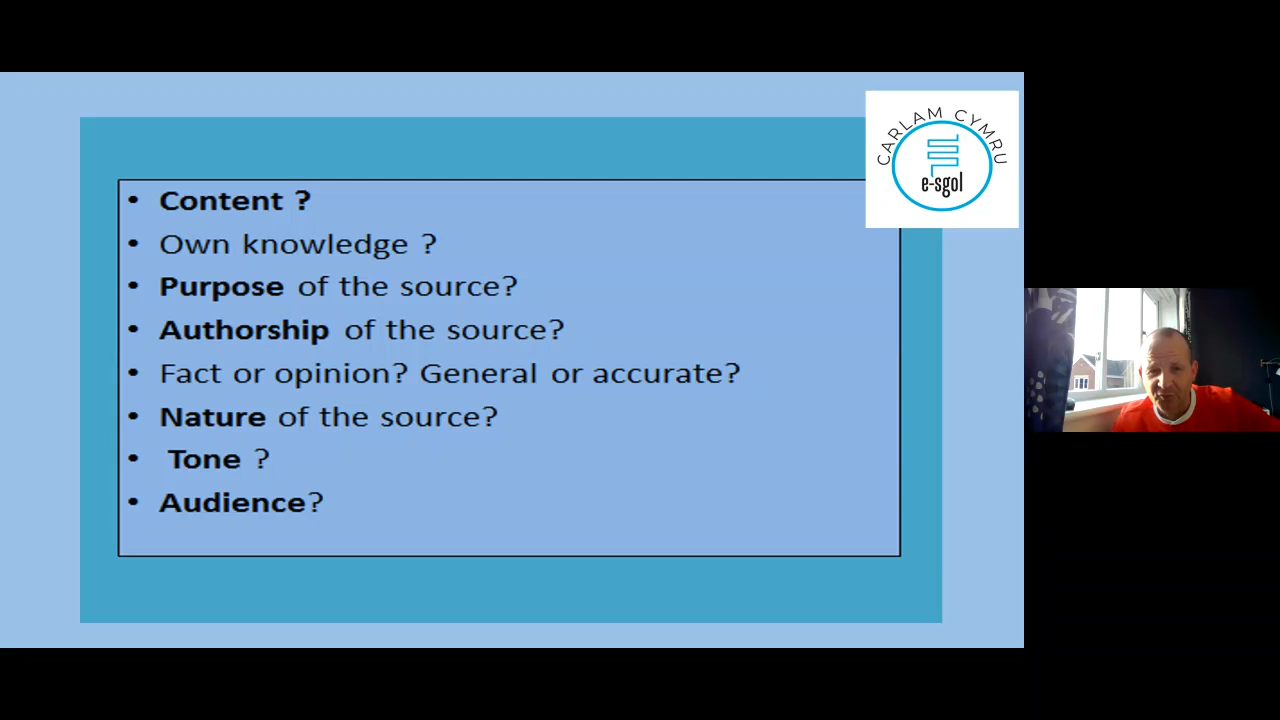 CARLAM CYMRU
e-sgol
• Content ?
• Own knowledge ?
• Purpose of the source?
• Authorship of the source?
• Fact or opinion? General or accurate?
• Nature of the source?
• Tone ?
• Audience?